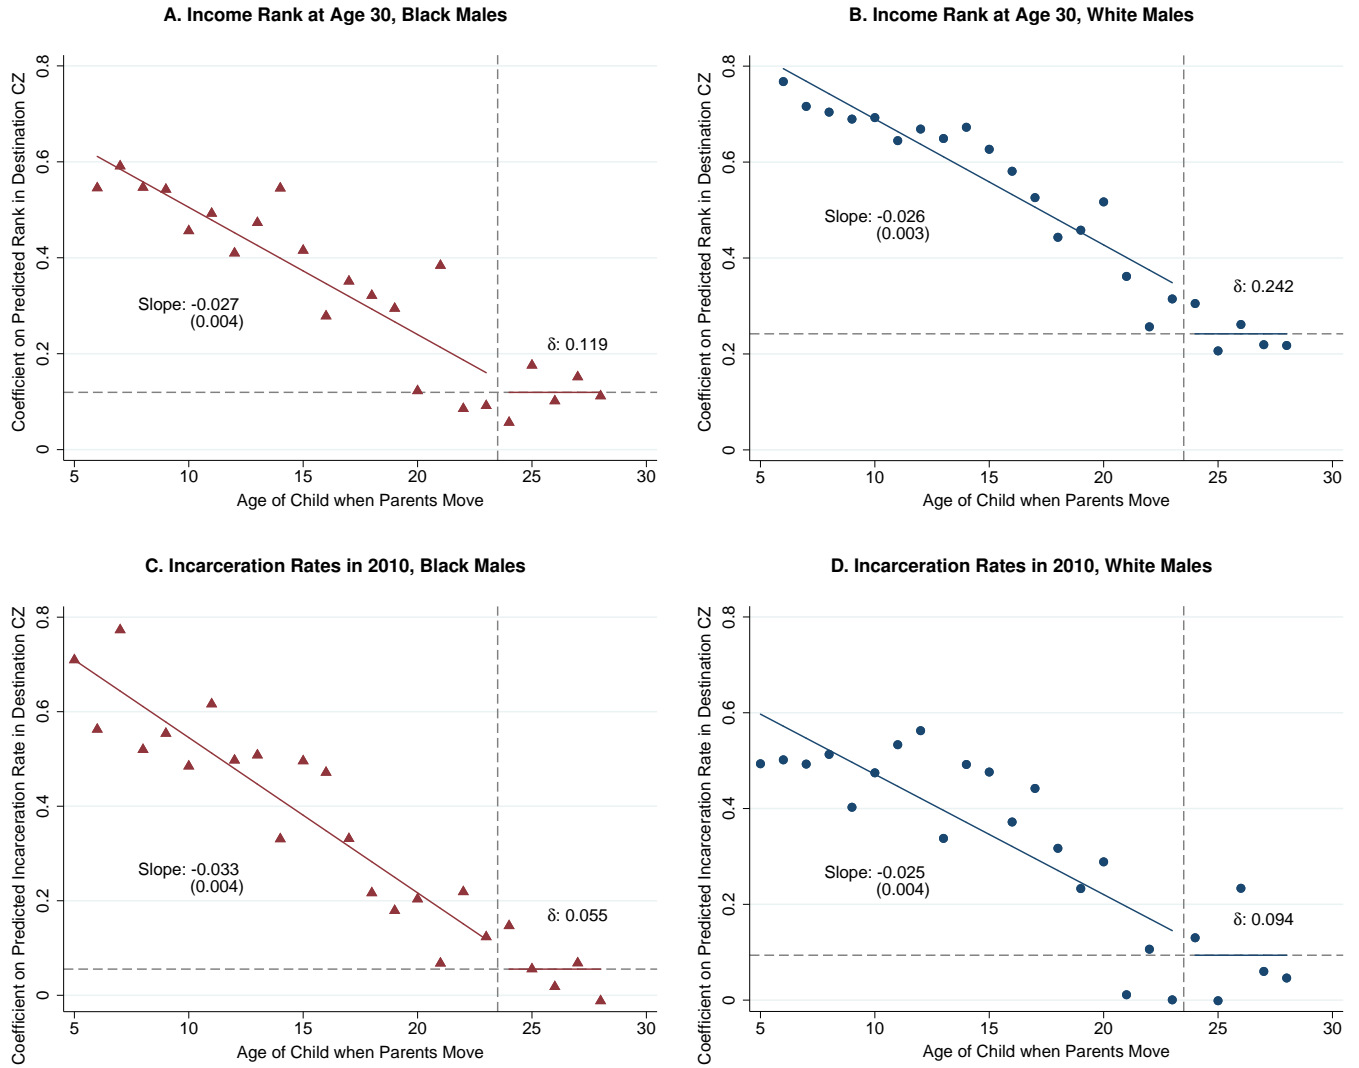 A. Income Rank at Age 30, Black Males
Coefficient on Predicted Rank in Destination CZ
0.8
0.6
0.4
0.2
0
Slope: -0.027
(0.004)
δ: 0.119
5 10 15 20 25 30
Age of Child when Parents Move
B. Income Rank at Age 30, White Males
Coefficient on Predicted Rank in Destination CZ
0.8
0.6
0.4
0.2
0
Slope: -0.026
(0.003)
δ: 0.242
5 10 15 20 25 30
Age of Child when Parents Move
C. Incarceration Rates in 2010, Black Males
Coefficient on Predicted Incarceration Rate in Destination CZ
0.8
0.6
0.4
0.2
0
Slope: -0.033
(0.004)
δ: 0.055
5 10 15 20 25 30
Age of Child when Parents Move
D. Incarceration Rates in 2010, White Males
Coefficient on Predicted Incarceration Rate in Destination CZ
0.8
0.6
0.4
0.2
0
Slope: -0.025
(0.004)
δ: 0.094
5 10 15 20 25 30
Age of Child when Parents Move